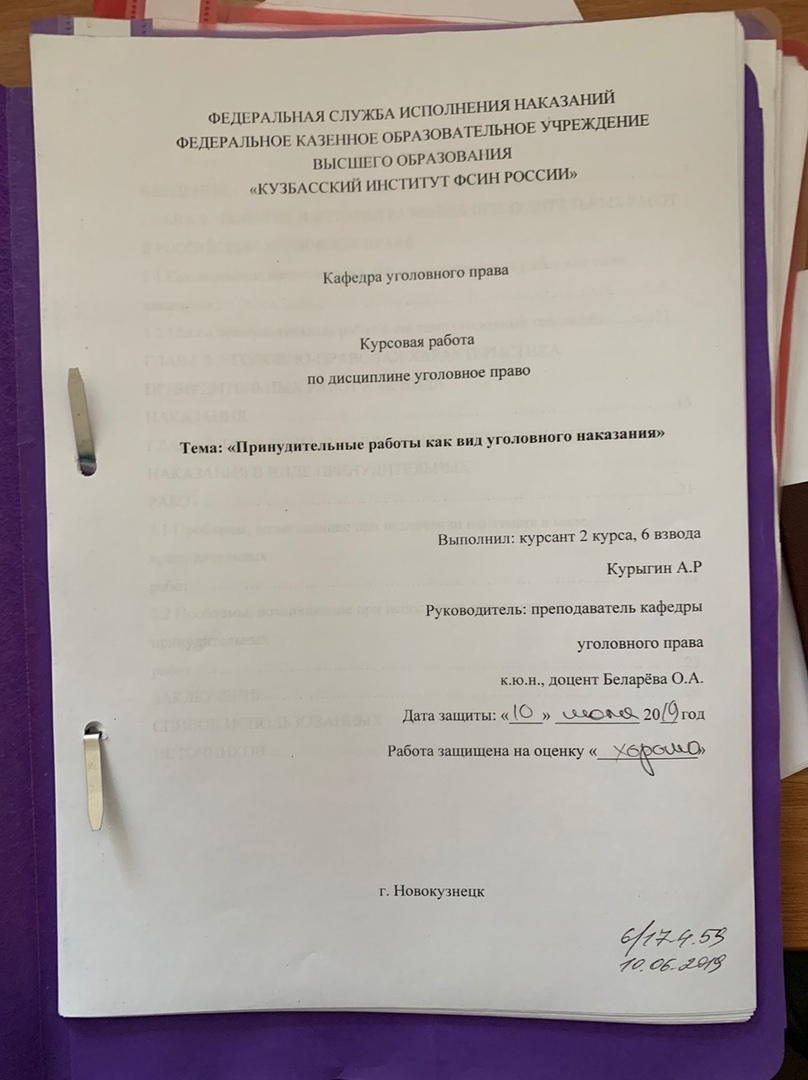 ФЕДЕРАЛЬНАЯ СЛУЖБА ИСПОЛНЕНИЯ НАКАЗАНИЙ
ФЕДЕРАЛЬНОЕ КАЗЕННОЕ ОБРАЗОВАТЕЛЬНОЕ УЧРЕЖДЕНИЕ
ВЫСШЕГО ОБРАЗОВАНИЯ
«КУЗБАССКИЙ ИНСТИТУТ ФСИН РОССИИ»
Кафедра уголовного права
Курсовая работа
по дисциплине уголовное право
Тема: «Принудительные работы как вид уголовного наказания»
Выполнил: курсант 2 курса, 6 взвода
Курыгин А.Р
Руководитель: преподаватель кафедры
уголовного права
к.ю.н., доцент Беларёва О.А.
Дата защиты: «10» июня 2019 год
Работа защищена на оценку «хорошо»
г. Новокузнецк
6/17.4.59
10.06.2019